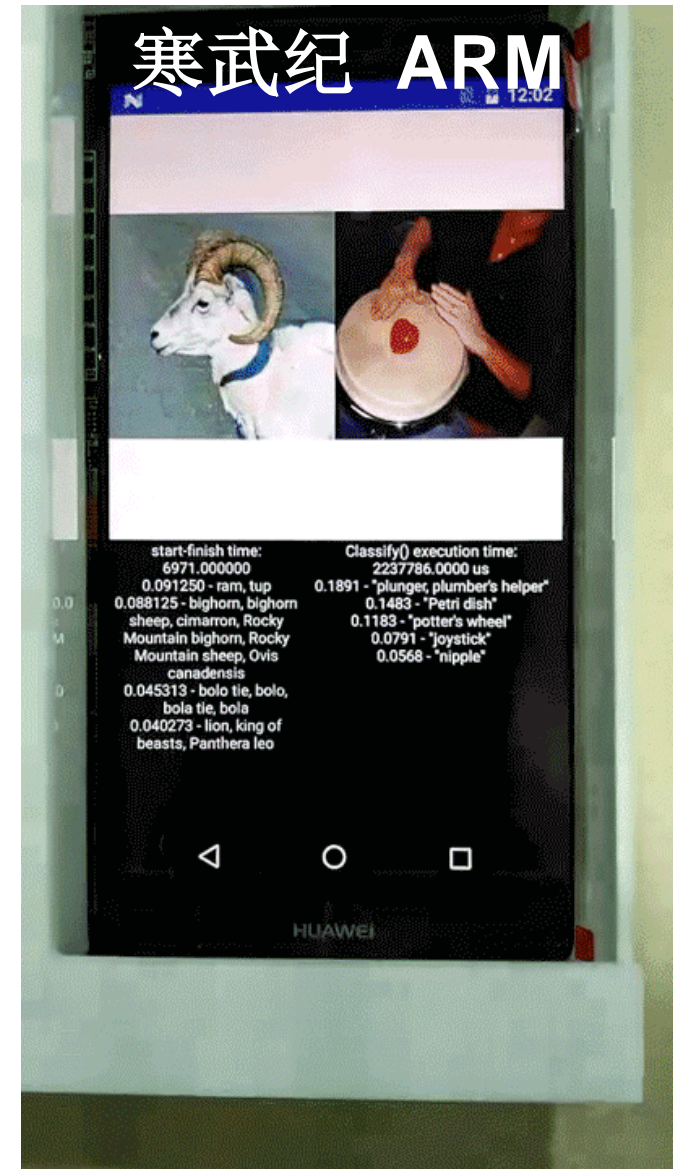 寒武纪 ARM
12:02
start-finish time:
6971.000000
0.091250 - ram, tup
0.088125 - bighorn, bighorn
sheep, cimarron, Rocky
Mountain bighorn, Rocky
Mountain sheep, Ovis
canadensis
0.045313 - bolo tie, bolo,
bola tie, bola
0.040273 - lion, king of
beasts, Panthera leo
Classify() execution time:
2237786.0000 us
0.1891 - "plunger, plumber's helper"
0.1483 - "Petri dish"
0.1183 - "potter's wheel"
0.0791 - "joystick"
0.0568 - "nipple"
HUAWEI